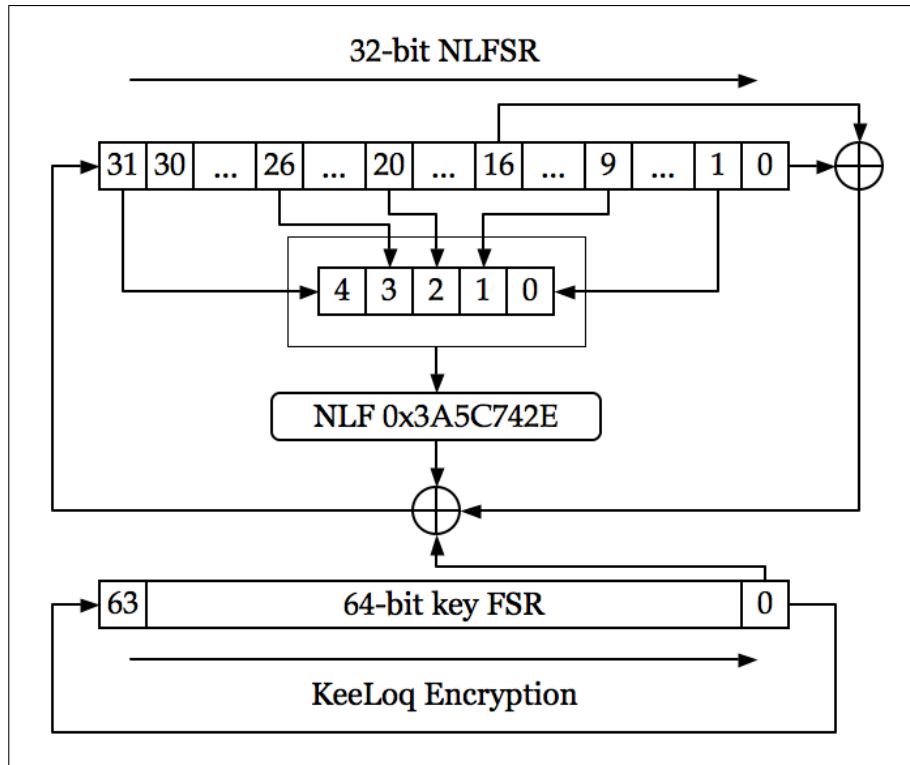 32-bit NLFSR
31 30 ... 26 ... 20 ... 16 ... 9 ... 1 0
4 3 2 1 0
NLF 0x3A5C742E
63 64-bit key FSR 0
KeeLoq Encryption